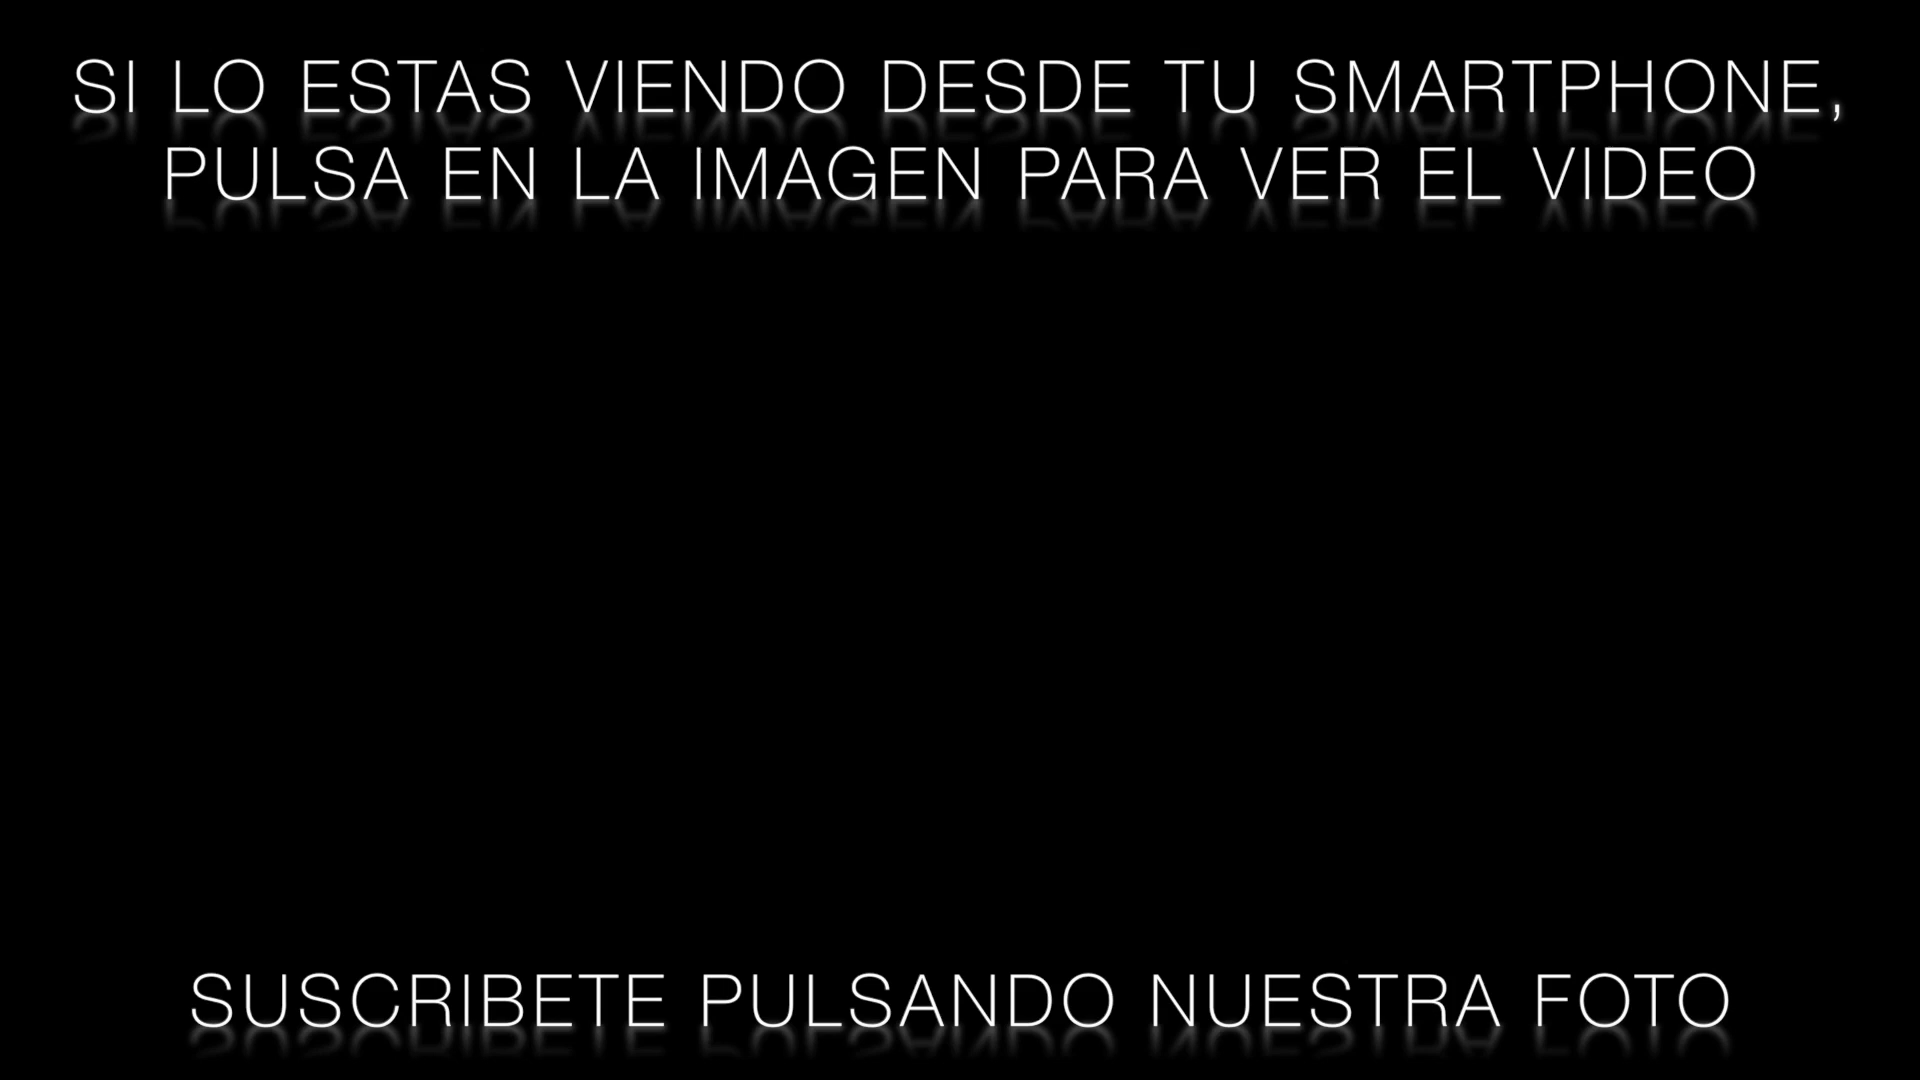 SI LO ESTAS VIENDO DESDE TU SMARTPHONE,
PULSA EN LA IMAGEN PARA VER EL VIDEO
SUSCRIBETE PULSANDO NUESTRA FOTO